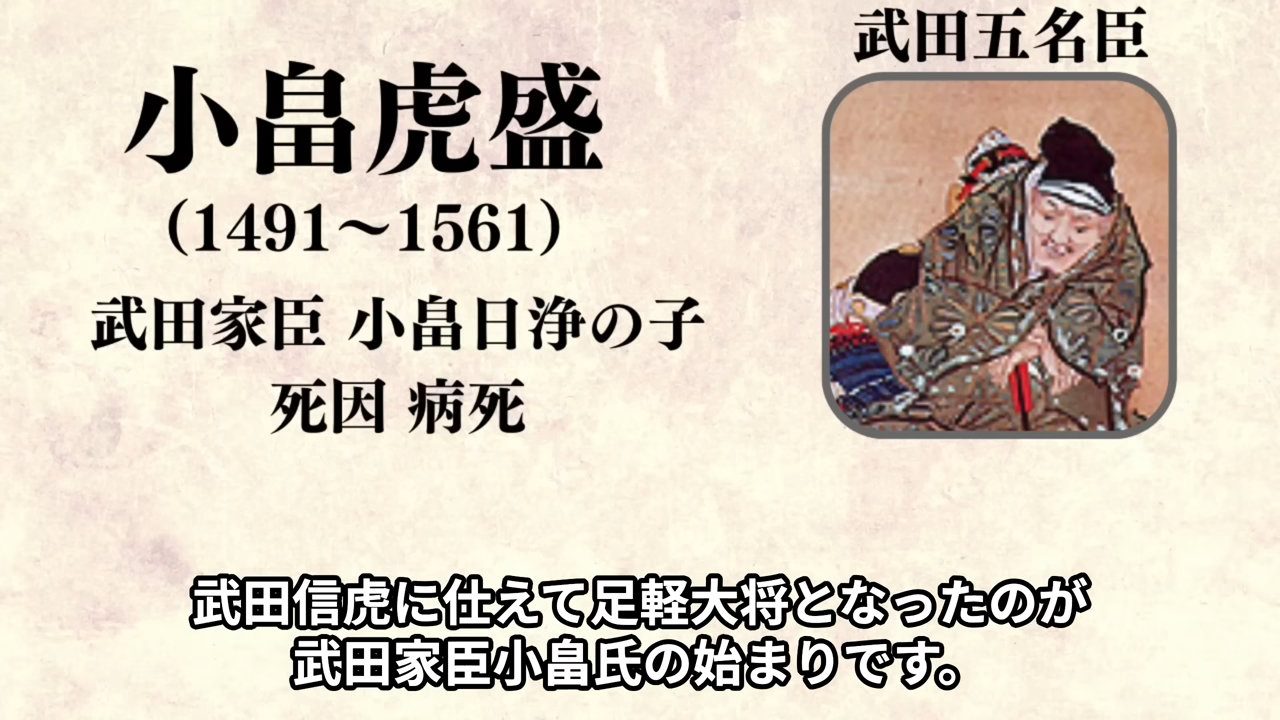 武田五名臣
小畠虎盛
（1491〜1561）
武田家臣 小畠日浄の子
死因 病死
武田信虎に仕えて足軽大将となったのが
武田家臣小畠氏の始まりです。